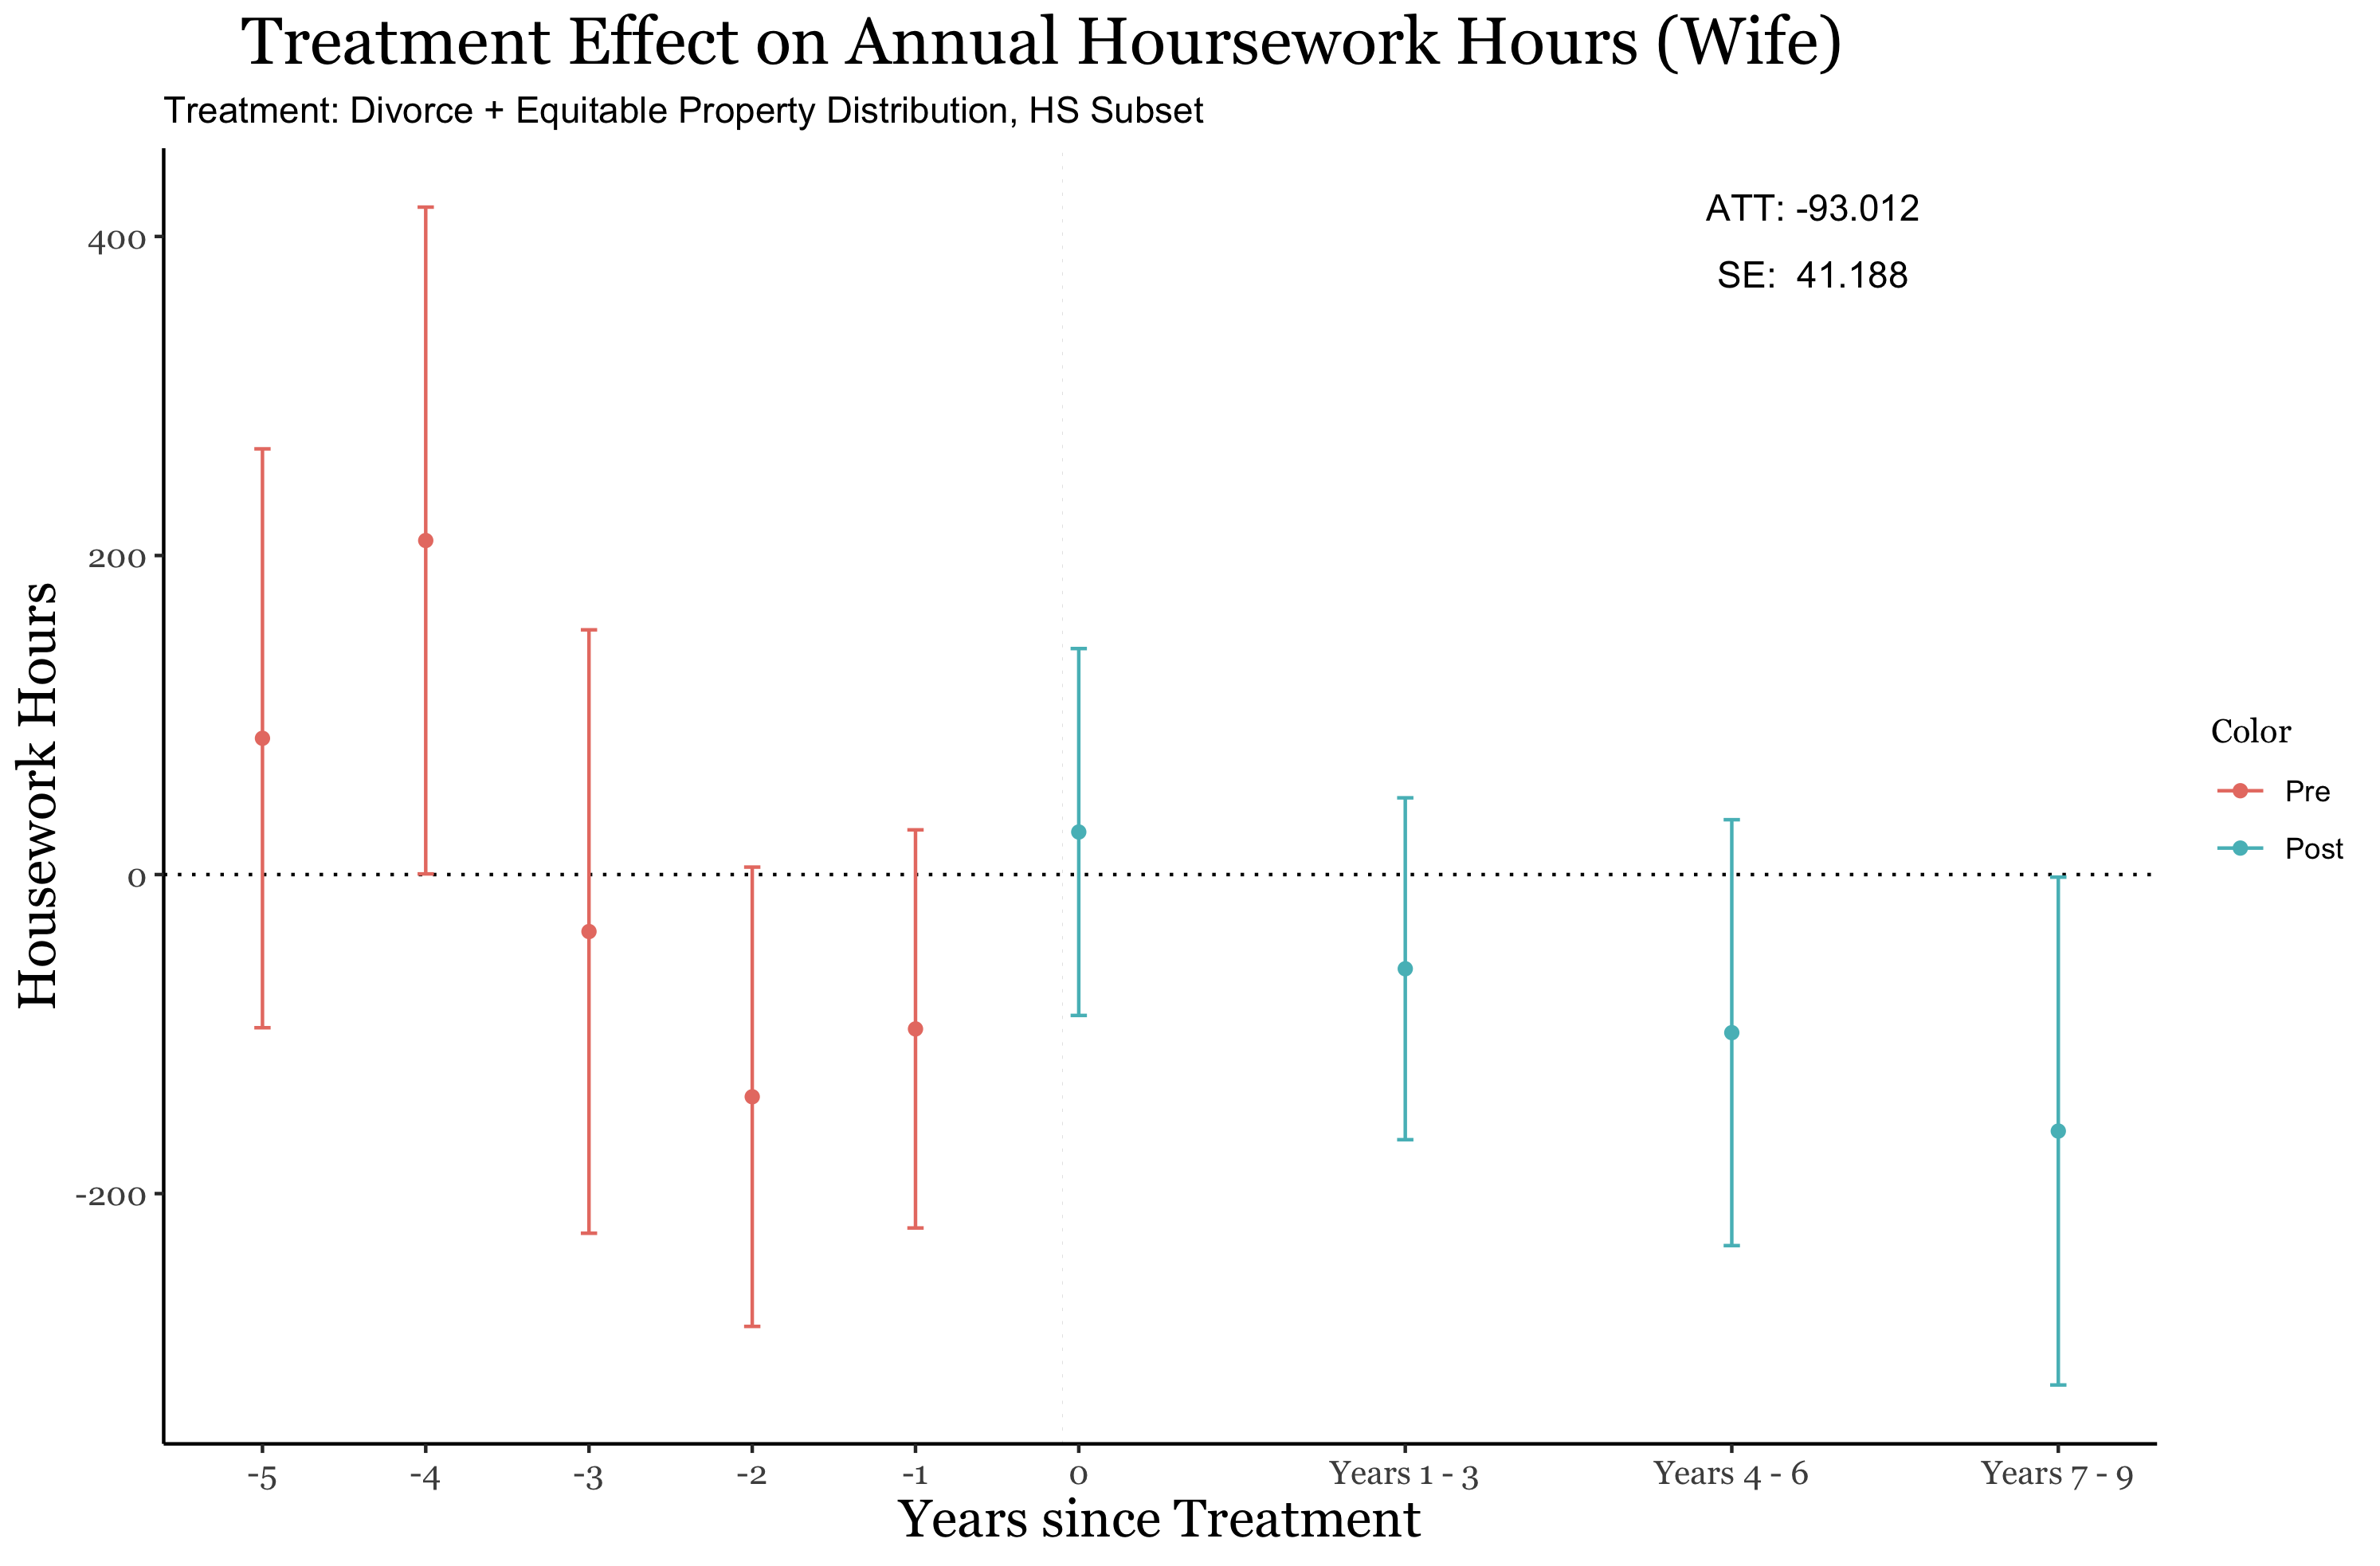 Treatment Effect on Annual Hoursework Hours (Wife)
Treatment: Divorce + Equitable Property Distribution, HS Subset
ATT: -93.012
SE: 41.188
400
200
0
-200
Housework Hours
-5
-4
-3
-2
-1
0
Years 1 - 3
Years 4 - 6
Years 7 - 9
Years since Treatment
Color
Pre
Post